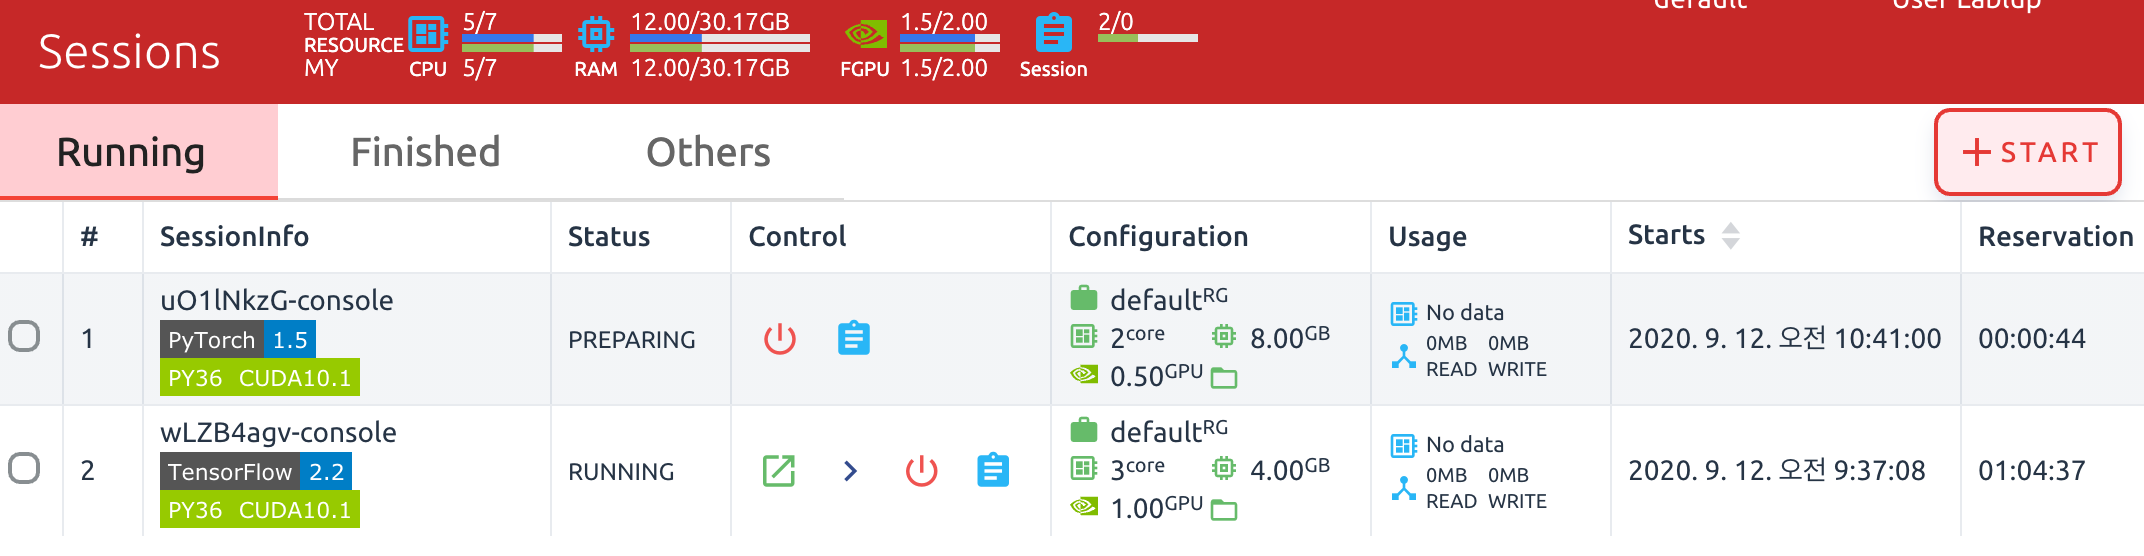 default User Lablup
Sessions
TOTAL 5/7 12.00/30.17GB 1.5/2.00 2/0
RESOURCE
MY CPU 5/7 RAM 12.00/30.17GB FGPU 1.5/2.00 Session
Running Finished Others + START
# SessionInfo Status Control Configuration Usage Starts Reservation
uO1lNkzG-console
PyTorch 1.5
PY36 CUDA10.1
1
PREPARING
default RG
2 core 8.00 GB
0.50 GPU
No data
0MB 0MB
READ WRITE
2020. 9. 12. 오전 10:41:00
00:00:44
wLZB4agv-console
TensorFlow 2.2
PY36 CUDA10.1
2
RUNNING
default RG
3 core 4.00 GB
1.00 GPU
No data
0MB 0MB
READ WRITE
2020. 9. 12. 오전 9:37:08
01:04:37